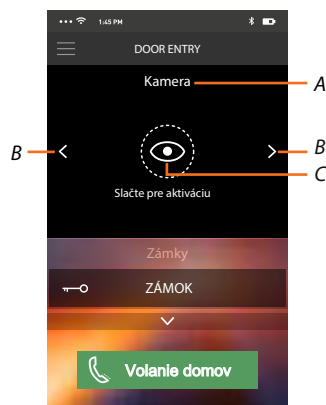 1:45 PM
DOOR ENTRY
Kamera
A
B
B
C
Slačte pre aktiváciu
Zámky
ZÁMOK
Volanie domov